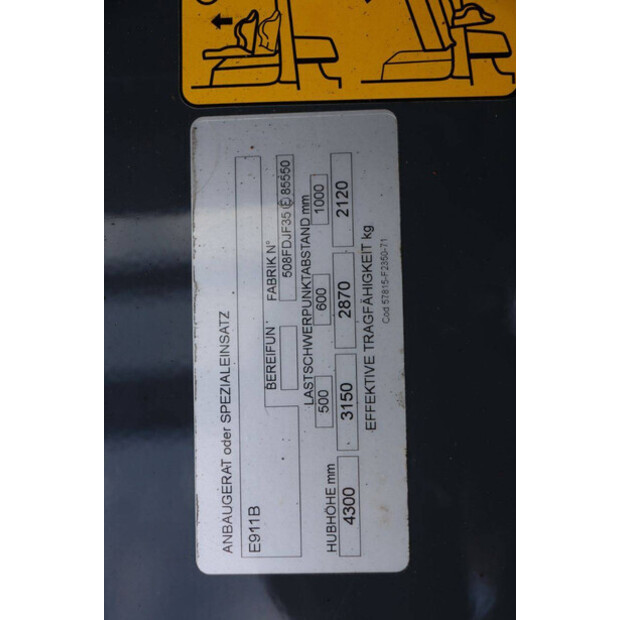 ANBAUGERÄT oder SPEZIALEINSATZ
E911B
BEREIFUN FABRIK N°
508FDJF35 E 85550
LASTSCHWERPUNKTABSTAND mm
HUBHÖHE mm 500 600 1000
4300 3150 2870 2120
EFFEKTIVE TRAGFÄHIGKEIT kg
Cod 57815-F2350-71